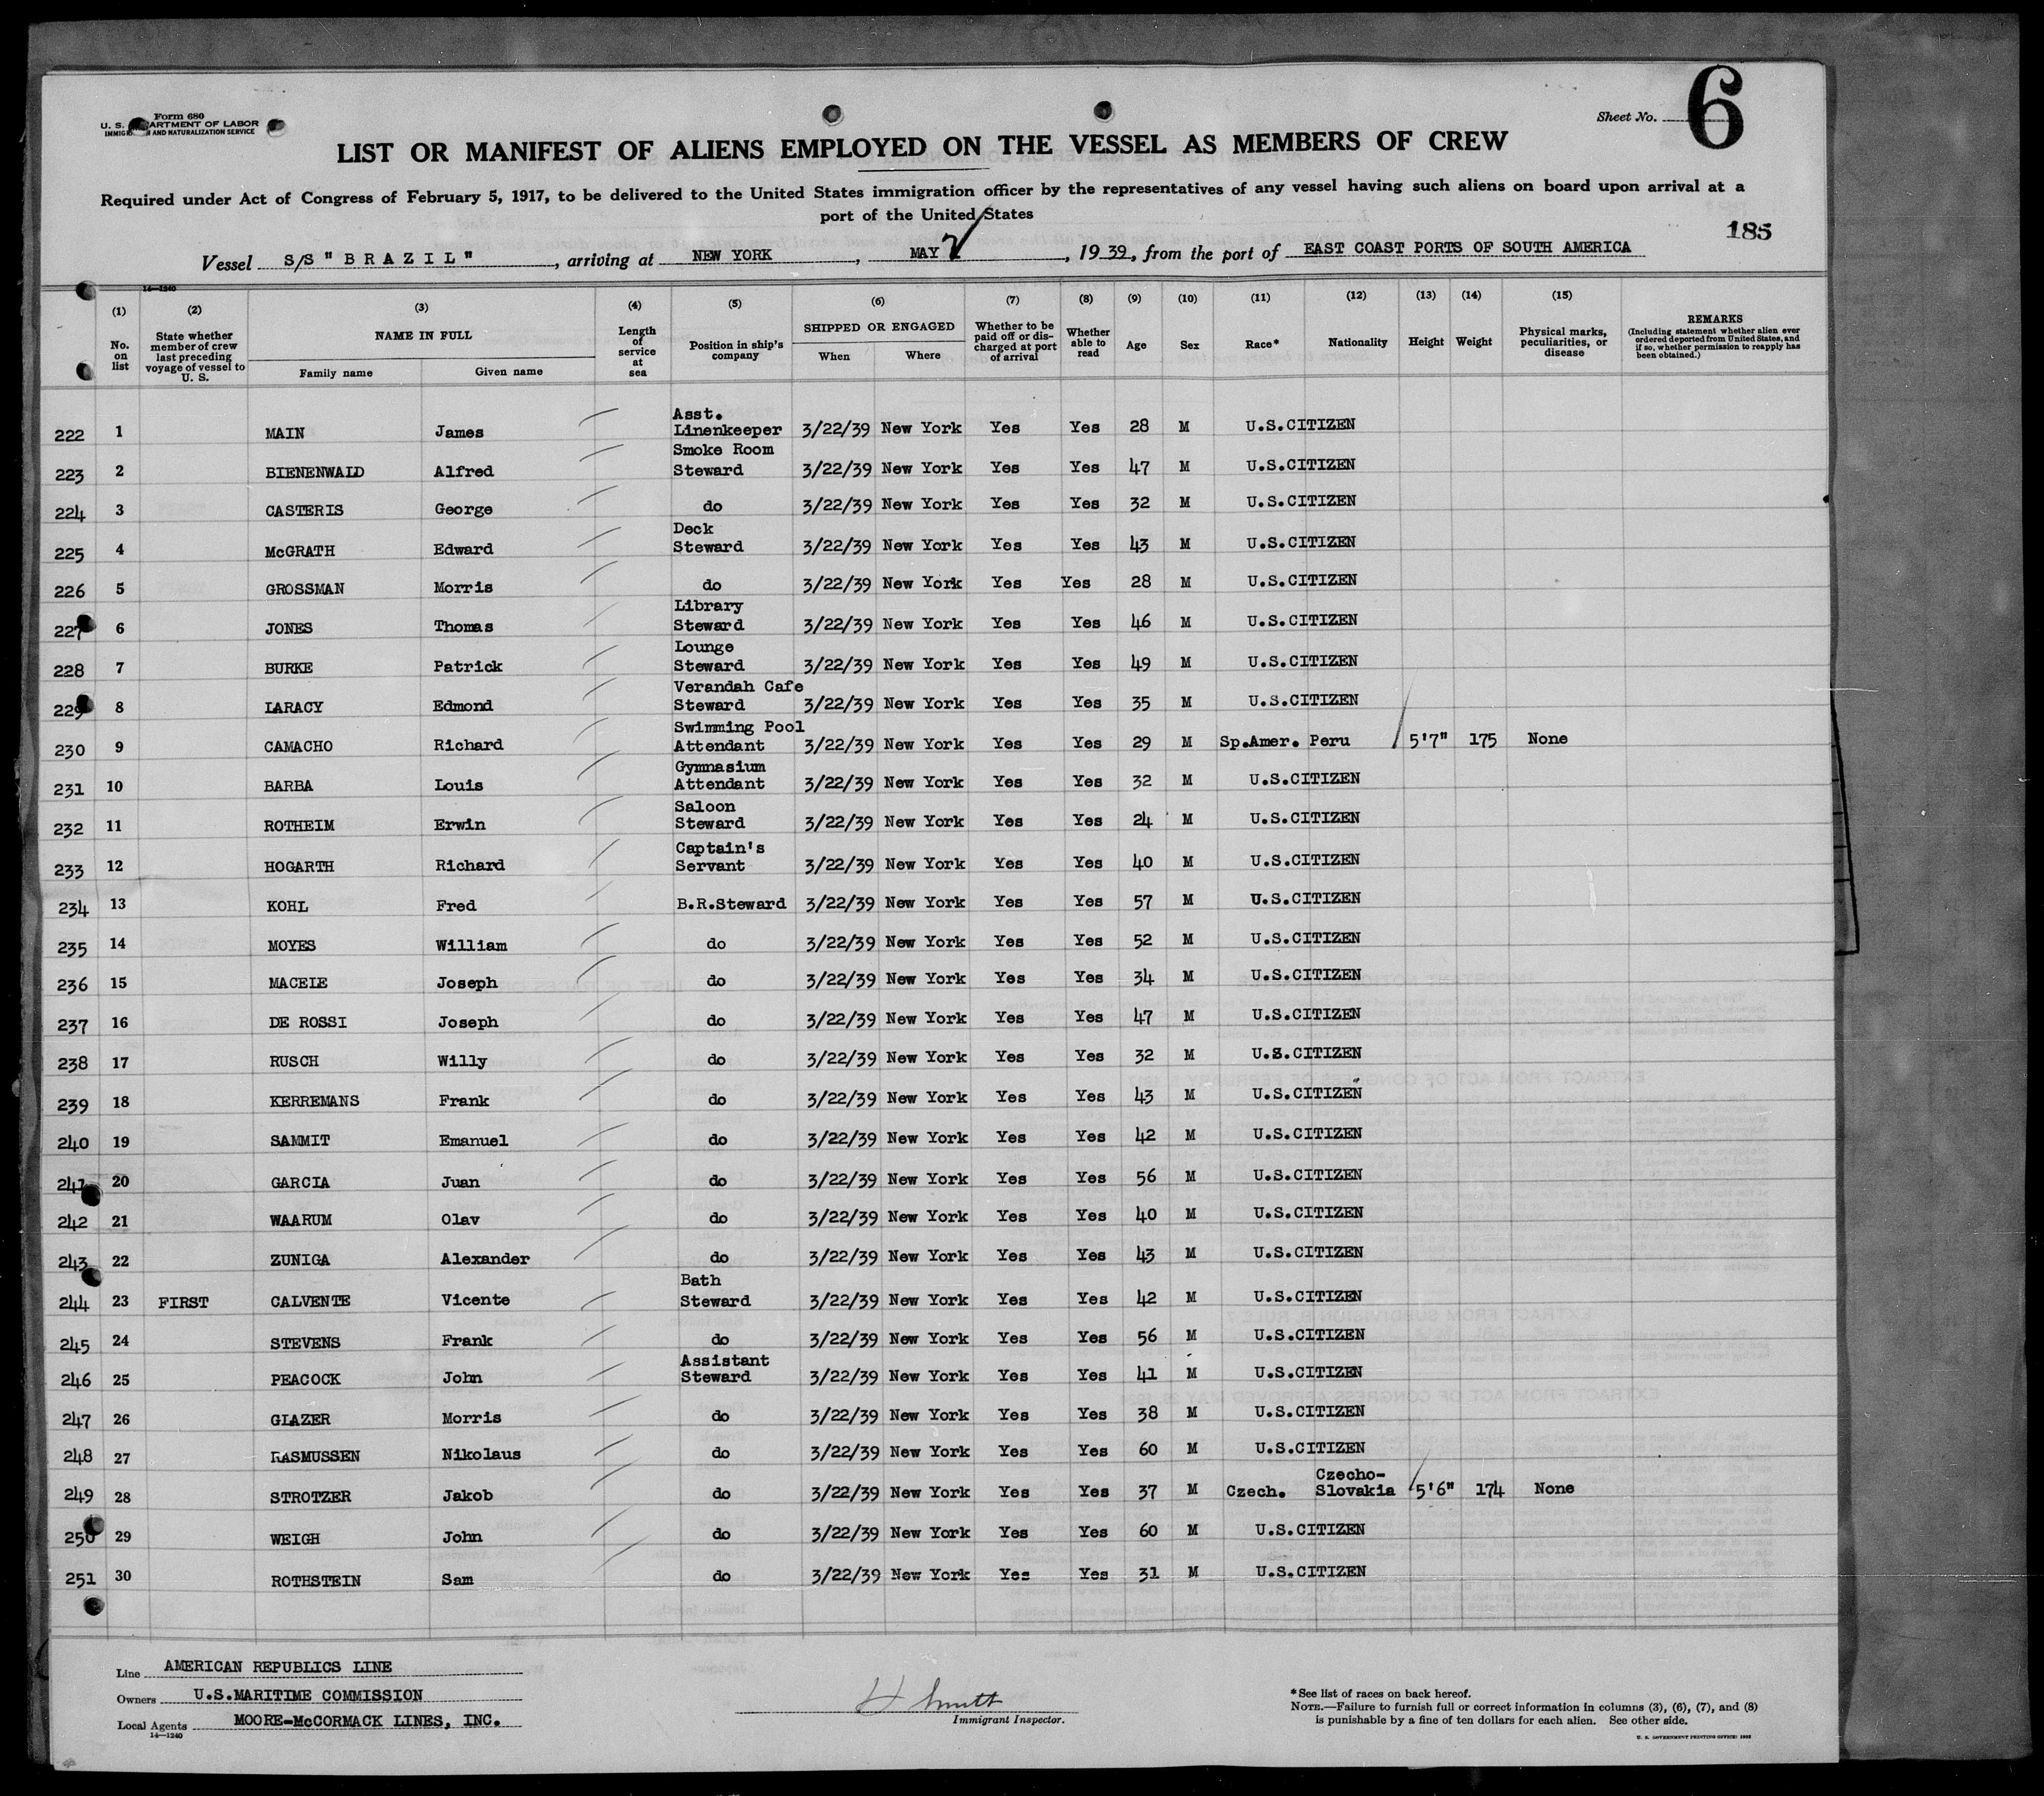 Form 680
U. S. DEPARTMENT OF LABOR
IMMIGRATION AND NATURALIZATION SERVICE
Sheet No. 6
LIST OR MANIFEST OF ALIENS EMPLOYED ON THE VESSEL AS MEMBERS OF CREW
Required under Act of Congress of February 5, 1917, to be delivered to the United States immigration officer by the representatives of any vessel having such aliens on board upon arrival at a
port of the United States
185
Vessel S/S "BRAZIL", arriving at NEW YORK, MAY 2, 1939, from the port of EAST COAST PORTS OF SOUTH AMERICA
14—1240
(1) No. on list (2) State whether member of crew last preceding voyage of vessel to U. S. (3) NAME IN FULL Family name Given name (4) Length of service at sea (5) Position in ship's company (6) SHIPPED OR ENGAGED When Where (7) Whether to be paid off or discharged at port of arrival (8) Whether able to read (9) Age (10) Sex (11) Race* (12) Nationality (13) Height (14) Weight (15) Physical marks, peculiarities, or disease REMARKS (Including statement whether alien ever ordered deported from United States, and if so, whether permission to reapply has been obtained.)
222 1 MAIN James Asst. Linenkeeper 3/22/39 New York Yes Yes 28 M U.S.CITIZEN
223 2 BIENENWALD Alfred Smoke Room Steward 3/22/39 New York Yes Yes 47 M U.S.CITIZEN
224 3 CASTERIS George do 3/22/39 New York Yes Yes 32 M U.S.CITIZEN
225 4 McGRATH Edward Deck Steward 3/22/39 New York Yes Yes 43 M U.S.CITIZEN
226 5 GROSSMAN Morris do 3/22/39 New York Yes Yes 28 M U.S.CITIZEN
227 6 JONES Thomas Library Steward 3/22/39 New York Yes Yes 46 M U.S.CITIZEN
228 7 BURKE Patrick Lounge Steward 3/22/39 New York Yes Yes 49 M U.S.CITIZEN
229 8 LARACY Edmond Verandah Cafe Steward 3/22/39 New York Yes Yes 35 M U.S.CITIZEN
230 9 CAMACHO Richard Swimming Pool Attendant 3/22/39 New York Yes Yes 29 M Sp.Amer. Peru 5'7" 175 None
231 10 BARBA Louis Gymnasium Attendant 3/22/39 New York Yes Yes 32 M U.S.CITIZEN
232 11 ROTHEIM Erwin Saloon Steward 3/22/39 New York Yes Yes 24 M U.S.CITIZEN
233 12 HOGARTH Richard Captain's Servant 3/22/39 New York Yes Yes 40 M U.S.CITIZEN
234 13 KOHL Fred B.R.Steward 3/22/39 New York Yes Yes 57 M U.S.CITIZEN
235 14 MOYES William do 3/22/39 New York Yes Yes 52 M U.S.CITIZEN
236 15 MACEIE Joseph do 3/22/39 New York Yes Yes 34 M U.S.CITIZEN
237 16 DE ROSSI Joseph do 3/22/39 New York Yes Yes 47 M U.S.CITIZEN
238 17 RUSCH Willy do 3/22/39 New York Yes Yes 32 M U.S.CITIZEN
239 18 KERREMANS Frank do 3/22/39 New York Yes Yes 43 M U.S.CITIZEN
240 19 SAMMIT Emanuel do 3/22/39 New York Yes Yes 42 M U.S.CITIZEN
241 20 GARCIA Juan do 3/22/39 New York Yes Yes 56 M U.S.CITIZEN
242 21 WAARUM Olav do 3/22/39 New York Yes Yes 40 M U.S.CITIZEN
243 22 ZUNIGA Alexander do 3/22/39 New York Yes Yes 43 M U.S.CITIZEN
244 23 FIRST CALVENTE Vicente Bath Steward 3/22/39 New York Yes Yes 42 M U.S.CITIZEN
245 24 STEVENS Frank do 3/22/39 New York Yes Yes 56 M U.S.CITIZEN
246 25 PEACOCK John Assistant Steward 3/22/39 New York Yes Yes 41 M U.S.CITIZEN
247 26 GLAZER Morris do 3/22/39 New York Yes Yes 38 M U.S.CITIZEN
248 27 RASMUSSEN Nikolaus do 3/22/39 New York Yes Yes 60 M U.S.CITIZEN
249 28 STROTZER Jakob do 3/22/39 New York Yes Yes 37 M Czech. Czecho-Slovakia 5'6" 174 None
250 29 WEIGH John do 3/22/39 New York Yes Yes 60 M U.S.CITIZEN
251 30 ROTHSTEIN Sam do 3/22/39 New York Yes Yes 31 M U.S.CITIZEN
Line AMERICAN REPUBLICS LINE
Owners U.S.MARITIME COMMISSION
Local Agents MOORE-McCORMACK LINES, INC.
14—1240
Immigrant Inspector.
*See list of races on back hereof.
NOTE.—Failure to furnish full or correct information in columns (3), (6), (7), and (8)
is punishable by a fine of ten dollars for each alien. See other side.